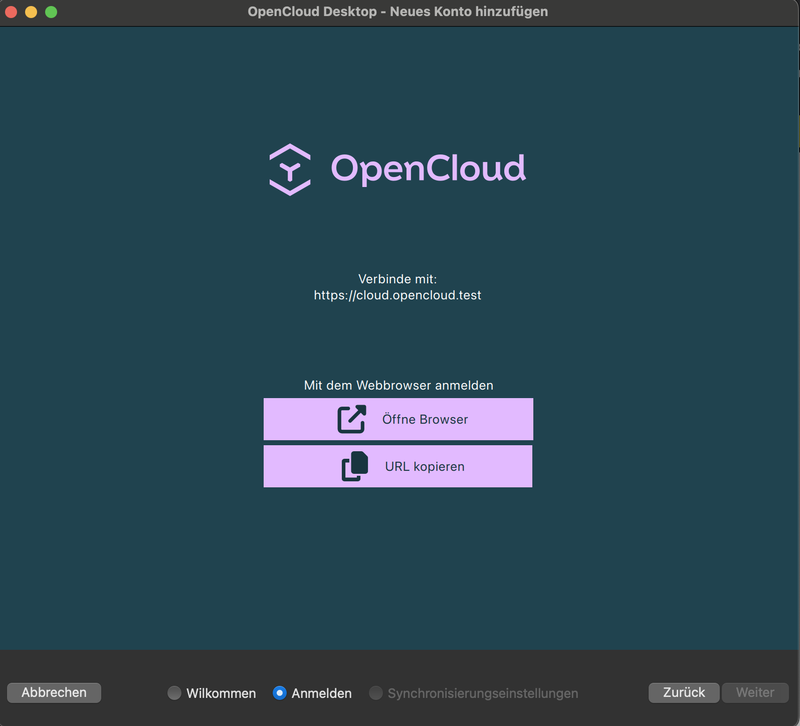 OpenCloud Desktop - Neues Konto hinzufügen
OpenCloud
Verbinde mit:
https://cloud.opencloud.test
Mit dem Webbrowser anmelden
Öffne Browser
URL kopieren
Abbrechen
Wilkommen
Anmelden
Synchronisierungseinstellungen
Zurück
Weiter